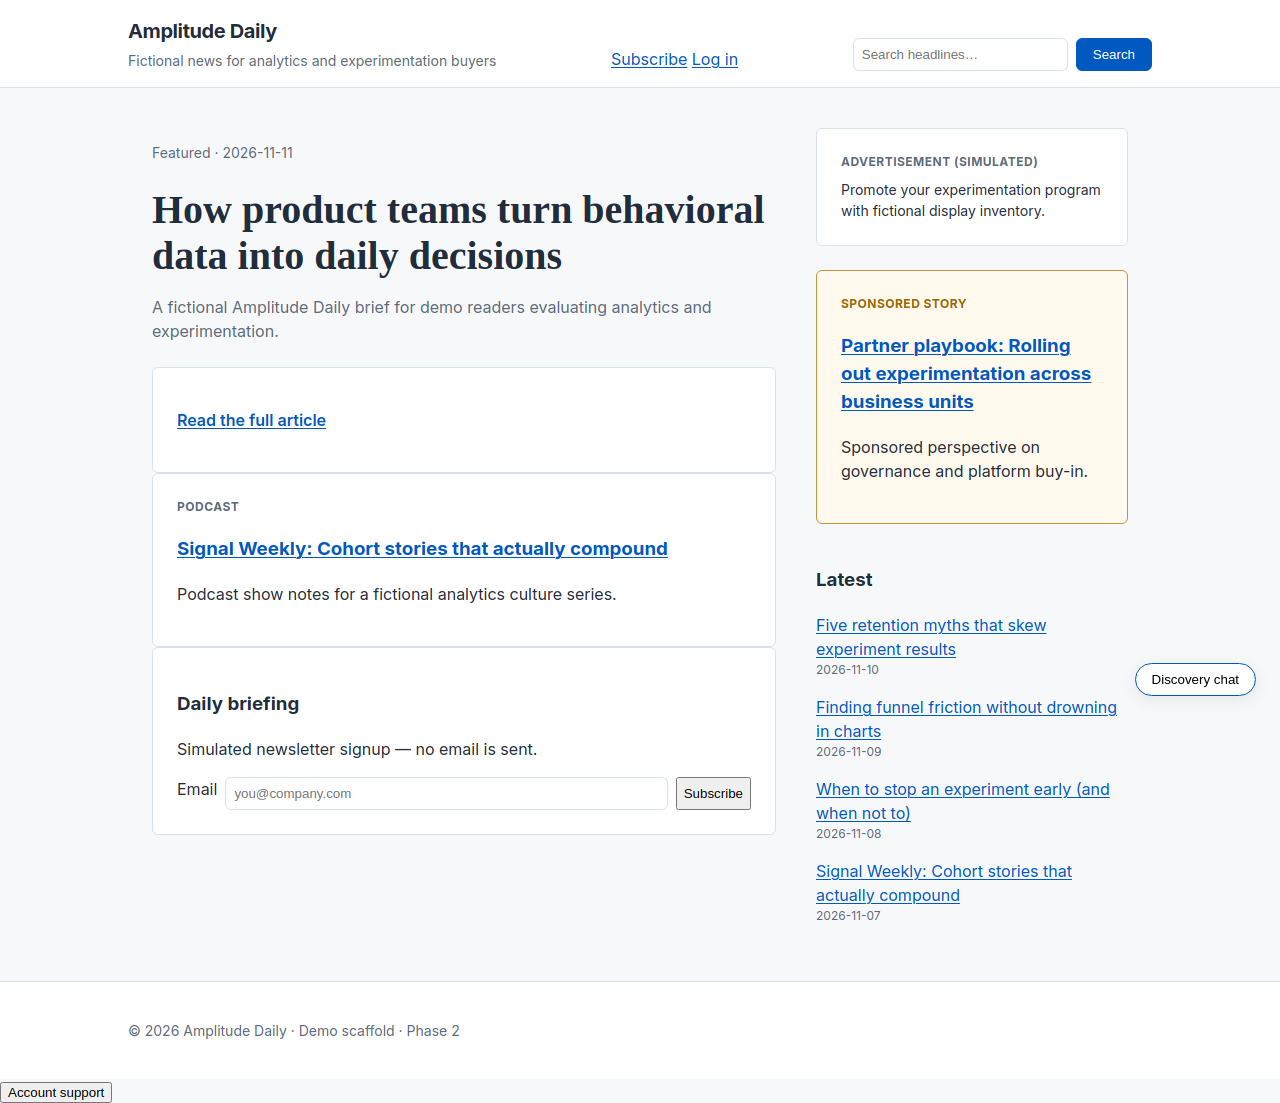 Amplitude Daily
Fictional news for analytics and experimentation buyers
Subscribe Log in
Search headlines…
Search
Featured · 2026-11-11
How product teams turn behavioral
data into daily decisions
A fictional Amplitude Daily brief for demo readers evaluating analytics and
experimentation.
Read the full article
PODCAST
Signal Weekly: Cohort stories that actually compound
Podcast show notes for a fictional analytics culture series.
Daily briefing
Simulated newsletter signup — no email is sent.
Email
you@company.com
Subscribe
ADVERTISEMENT (SIMULATED)
Promote your experimentation program
with fictional display inventory.
SPONSORED STORY
Partner playbook: Rolling
out experimentation across
business units
Sponsored perspective on
governance and platform buy-in.
Latest
Five retention myths that skew
experiment results
2026-11-10
Finding funnel friction without drowning
in charts
2026-11-09
When to stop an experiment early (and
when not to)
2026-11-08
Signal Weekly: Cohort stories that
actually compound
2026-11-07
Discovery chat
© 2026 Amplitude Daily · Demo scaffold · Phase 2
Account support